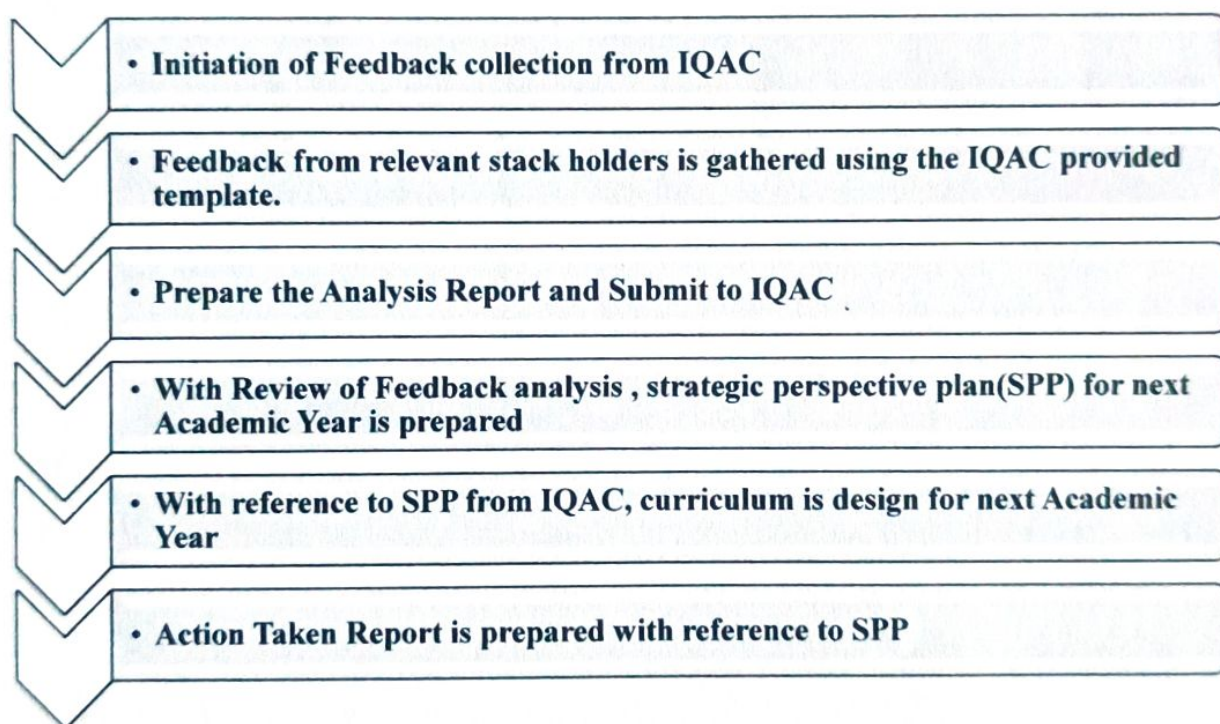 • Initiation of Feedback collection from IQAC
• Feedback from relevant stack holders is gathered using the IQAC provided
template.
• Prepare the Analysis Report and Submit to IQAC
• With Review of Feedback analysis , strategic perspective plan(SPP) for next
Academic Year is prepared
• With reference to SPP from IQAC, curriculum is design for next Academic
Year
• Action Taken Report is prepared with reference to SPP